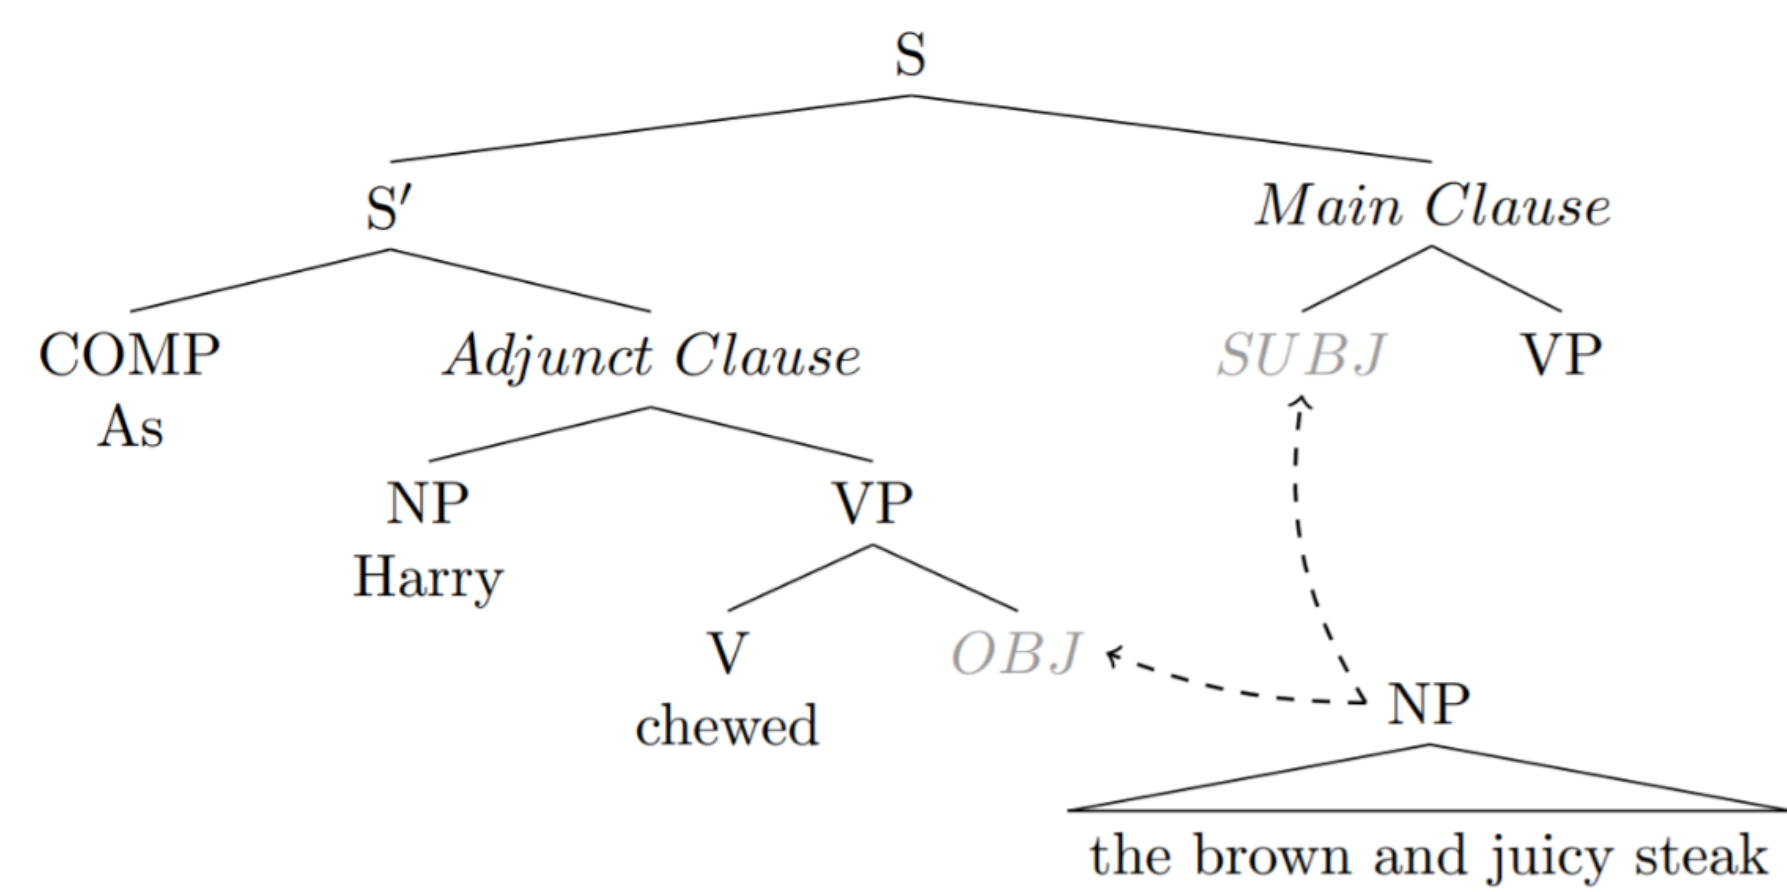 S
S′ Main Clause
COMP Adjunct Clause SUBJ VP
As
NP VP
Harry
V OBJ
NP
chewed
the brown and juicy steak